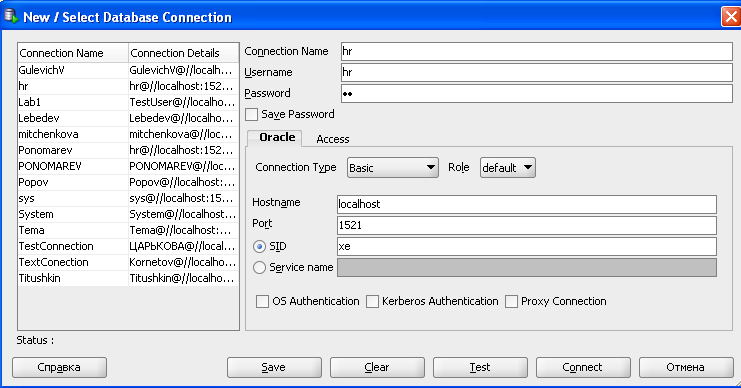 New / Select Database Connection
Connection Name Connection Details
GulevichV GulevichV@//localh...
hr hr@//localhost:152...
Lab1 TestUser@//localho...
Lebedev Lebedev@//localho...
mitchenkova mitchenkova@//loc...
Ponomarev hr@//localhost:152...
PONOMAREV PONOMAREV@//loc...
Popov Popov@//localhost:...
sys sys@//localhost:15...
System System@//localhos...
Tema Tema@//localhost:...
TestConnection ЦАРЬКОВА@//local...
TextConection Kornetov@//localh...
Titushkin Titushkin@//localho...
Connection Name hr
Username hr
Password ••
Save Password
Oracle Access
Connection Type Basic Role default
Hostname localhost
Port 1521
SID xe
Service name
OS Authentication Kerberos Authentication Proxy Connection
Status :
Справка Save Clear Test Connect Отмена